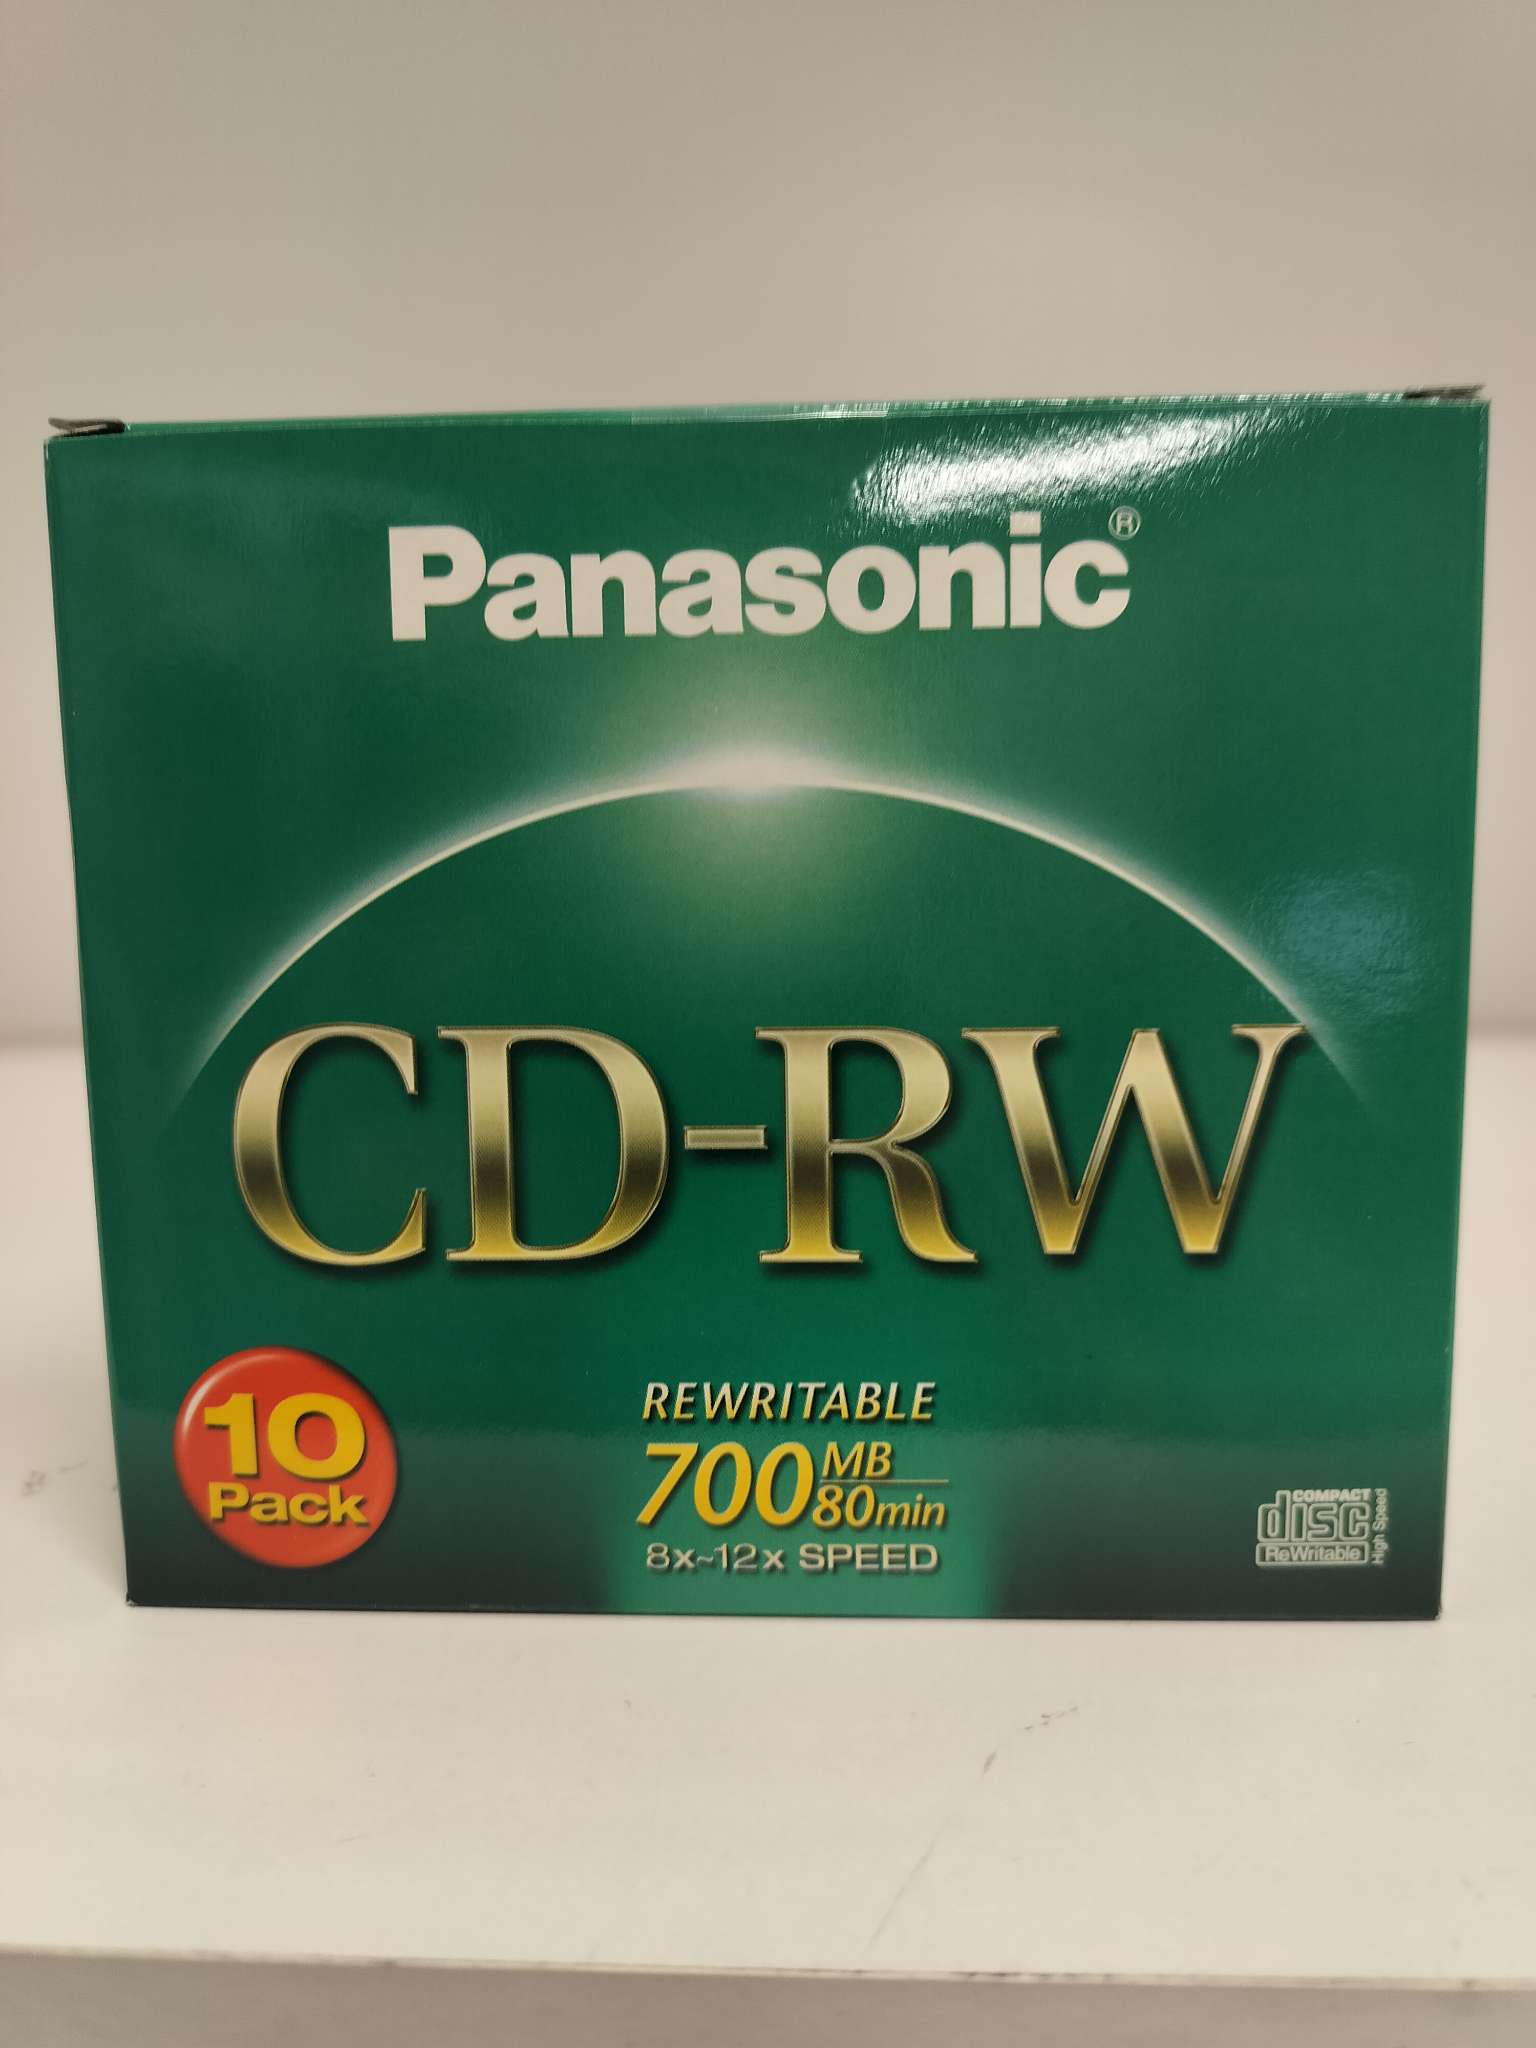 Panasonic®
CD-RW
10
Pack
REWRITABLE
700MB
80min
8x~12x SPEED
COMPACT
disc
ReWritable
High Speed